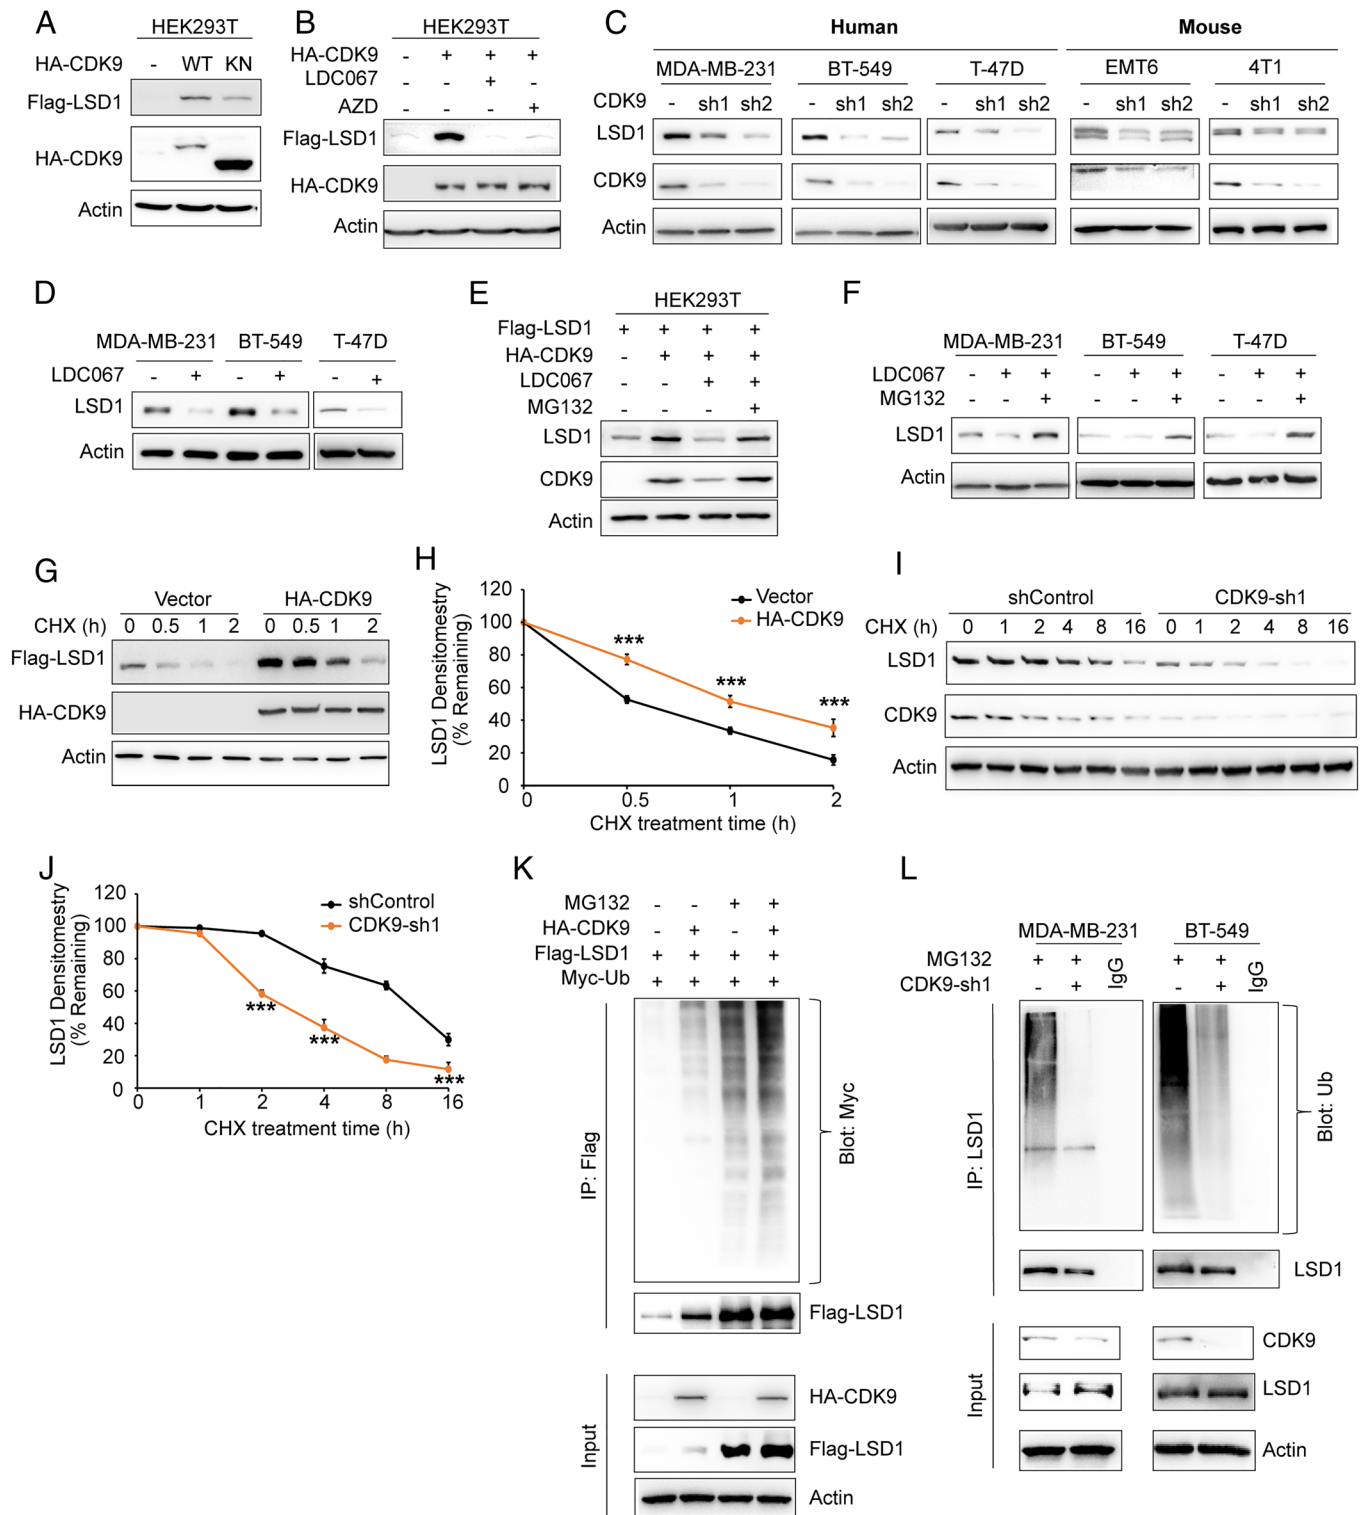 A
HEK293T
HA-CDK9 - WT KN
Flag-LSD1
HA-CDK9
Actin
B
HEK293T
HA-CDK9 - + + +
LDC067 - - +
AZD - - - +
Flag-LSD1
HA-CDK9
Actin
C
Human Mouse
MDA-MB-231 BT-549 T-47D EMT6 4T1
CDK9 - sh1 sh2 - sh1 sh2 - sh1 sh2 - sh1 sh2 - sh1 sh2
LSD1
CDK9
Actin
D
MDA-MB-231 BT-549 T-47D
LDC067 - + - + - +
LSD1
Actin
E
HEK293T
Flag-LSD1 + + + +
HA-CDK9 - + + +
LDC067 - - + +
MG132 - - - +
LSD1
CDK9
Actin
F
MDA-MB-231 BT-549 T-47D
LDC067 - + + - + + - + +
MG132 - - + - - + - - +
LSD1
Actin
G
Vector HA-CDK9
CHX (h) 0 0.5 1 2 0 0.5 1 2
Flag-LSD1
HA-CDK9
Actin
H
LSD1 Densitomestry
(% Remaining)
120
100
80
60
40
20
0
Vector
HA-CDK9
***
***
***
0 0.5 1 2
CHX treatment time (h)
I
shControl CDK9-sh1
CHX (h) 0 1 2 4 8 16 0 1 2 4 8 16
LSD1
CDK9
Actin
J
LSD1 Densitomestry
(% Remaining)
120
100
80
60
40
20
0
shControl
CDK9-sh1
***
***
***
0 1 2 4 8 16
CHX treatment time (h)
K
MG132 - - + +
HA-CDK9 - + - +
Flag-LSD1 + + + +
Myc-Ub + + + +
IP: Flag
Blot: Myc
Flag-LSD1
Input
HA-CDK9
Flag-LSD1
Actin
L
MDA-MB-231 BT-549
MG132 + + IgG + + IgG
CDK9-sh1 - + - +
IP: LSD1
Blot: Ub
LSD1
Input
CDK9
LSD1
Actin